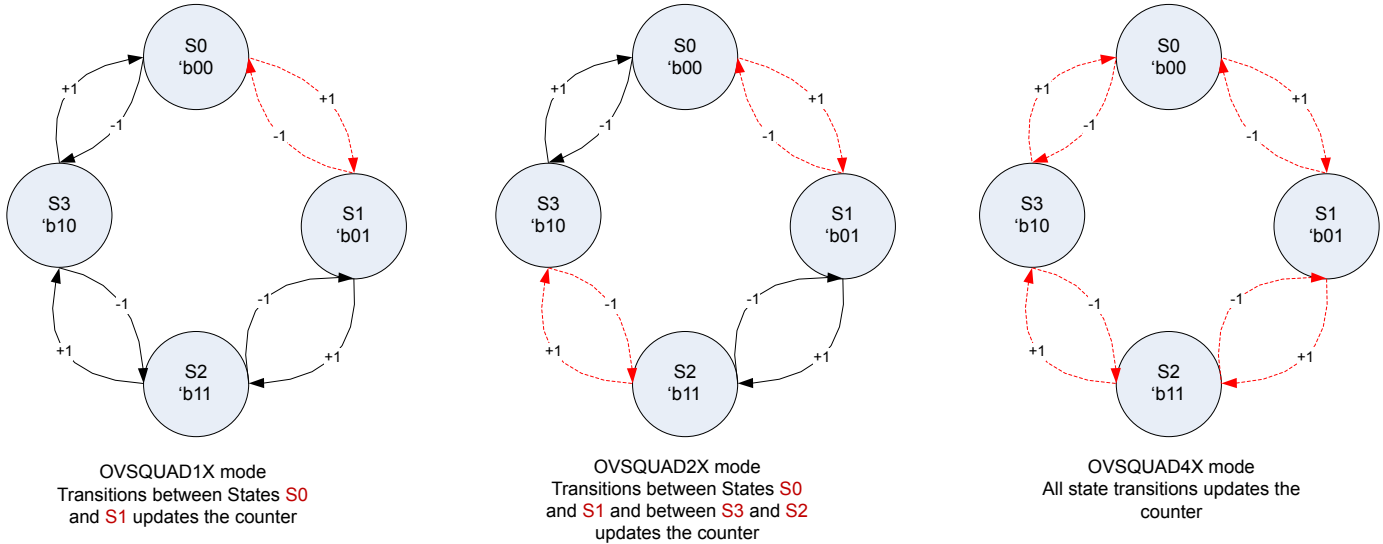 S0
‘b00
+1
-1
+1
-1
S3
‘b10
S1
‘b01
-1
+1
-1
+1
S2
‘b11
OVSQUAD1X mode
Transitions between States S0
and S1 updates the counter
S0
‘b00
+1
-1
+1
-1
S3
‘b10
S1
‘b01
-1
+1
-1
+1
S2
‘b11
OVSQUAD2X mode
Transitions between States S0
and S1 and between S3 and S2
updates the counter
S0
‘b00
+1
-1
+1
-1
S3
‘b10
S1
‘b01
-1
+1
-1
+1
S2
‘b11
OVSQUAD4X mode
All state transitions updates the
counter